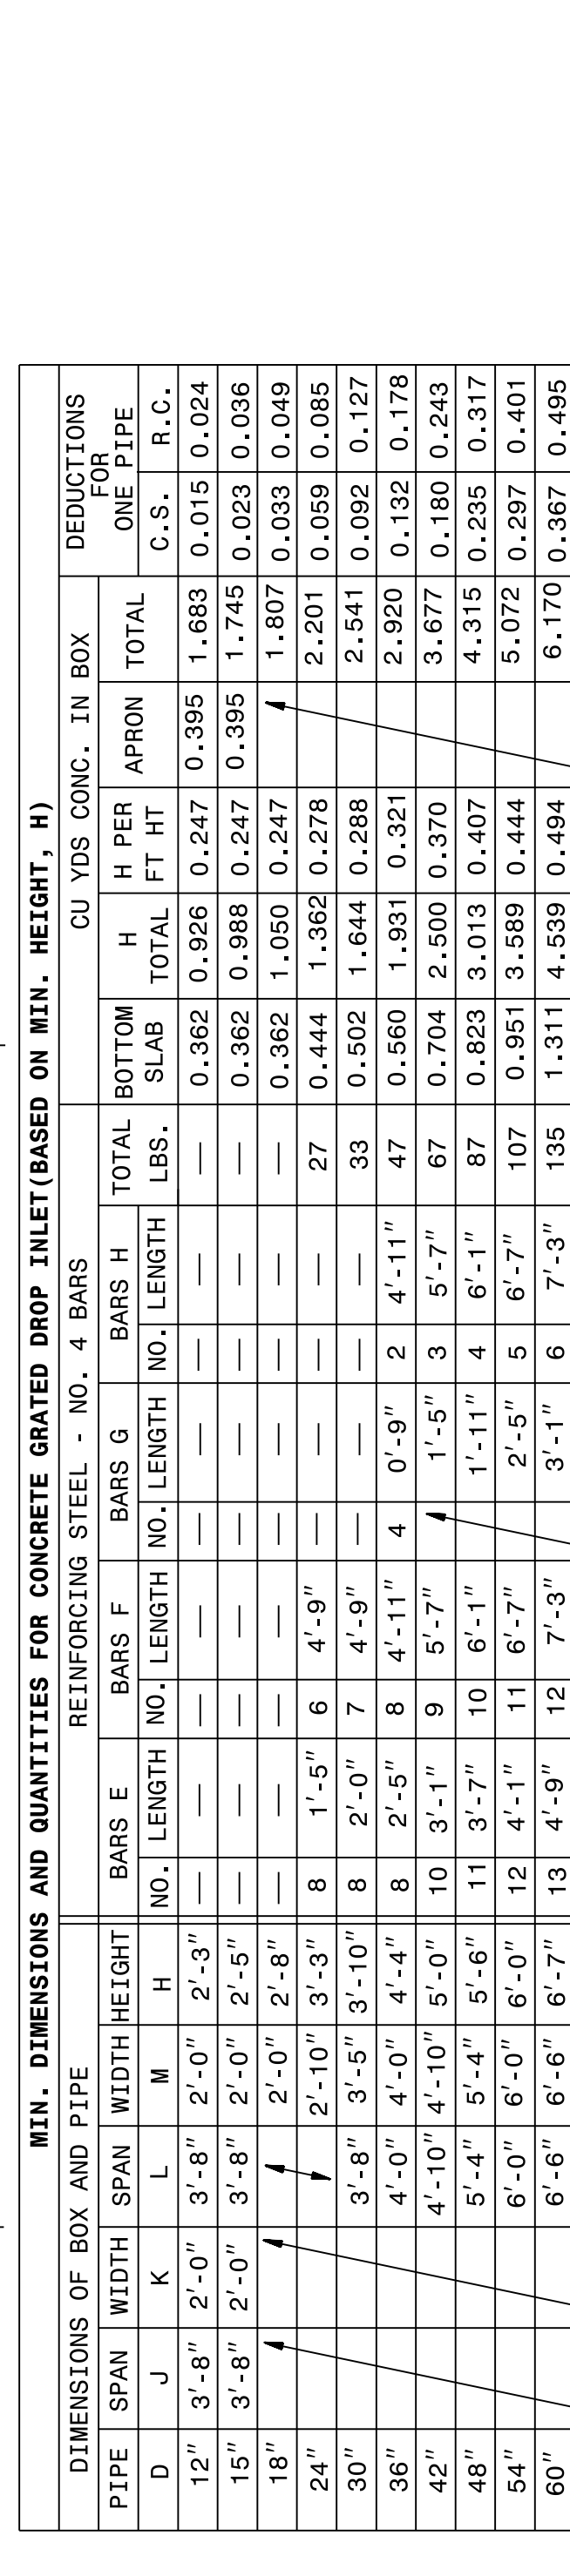 MIN. DIMENSIONS AND QUANTITIES FOR CONCRETE GRATED DROP INLET(BASED ON MIN. HEIGHT, H)
DIMENSIONS OF BOX AND PIPE REINFORCING STEEL - NO. 4 BARS CU YDS CONC. IN BOX DEDUCTIONS FOR ONE PIPE
PIPE SPAN WIDTH SPAN WIDTH HEIGHT BARS E BARS F BARS G BARS H TOTAL LBS. BOTTOM SLAB H TOTAL H PER FT HT APRON TOTAL
D J K L M H NO. LENGTH NO. LENGTH NO. LENGTH NO. LENGTH C.S. R.C.
12" 3'-8" 2'-0" 3'-8" 2'-0" 2'-3" — — — — — — — — — 0.362 0.926 0.247 0.395 1.683 0.015 0.024
15" 3'-8" 2'-0" 3'-8" 2'-0" 2'-5" — — — — — — — — — 0.362 0.988 0.247 0.395 1.745 0.023 0.036
18" 2'-0" 2'-8" — — — — — — — — — 0.362 1.050 0.247 1.807 0.033 0.049
24" 2'-10" 3'-3" 8 1'-5" 6 4'-9" — — — — 27 0.444 1.362 0.278 2.201 0.059 0.085
30" 3'-8" 3'-5" 3'-10" 8 2'-0" 7 4'-9" — — — — 33 0.502 1.644 0.288 2.541 0.092 0.127
36" 4'-0" 4'-0" 4'-4" 8 2'-5" 8 4'-11" 4 0'-9" 2 4'-11" 47 0.560 1.931 0.321 2.920 0.132 0.178
42" 4'-10" 4'-10" 5'-0" 10 3'-1" 9 5'-7" 1'-5" 3 5'-7" 67 0.704 2.500 0.370 3.677 0.180 0.243
48" 5'-4" 5'-4" 5'-6" 11 3'-7" 10 6'-1" 1'-11" 4 6'-1" 87 0.823 3.013 0.407 4.315 0.235 0.317
54" 6'-0" 6'-0" 6'-0" 12 4'-1" 11 6'-7" 2'-5" 5 6'-7" 107 0.951 3.589 0.444 5.072 0.297 0.401
60" 6'-6" 6'-6" 6'-7" 13 4'-9" 12 7'-3" 3'-1" 6 7'-3" 135 1.311 4.539 0.494 6.170 0.367 0.495